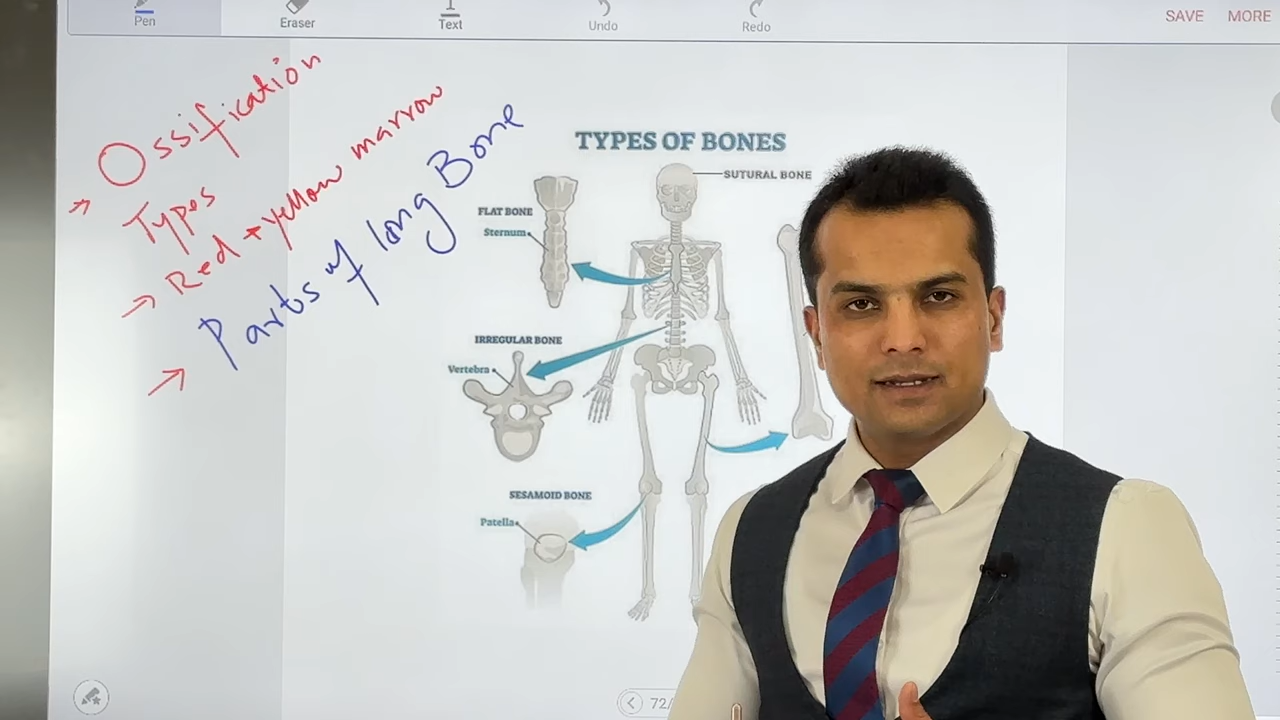 Pen
Eraser
Text
Undo
Redo
SAVE
MORE
Ossification
Types
Red + yellow marrow
Parts of long Bone
TYPES OF BONES
SUTURAL BONE
FLAT BONE
Sternum
IRREGULAR BONE
Vertebra
SESAMOID BONE
Patella
72/